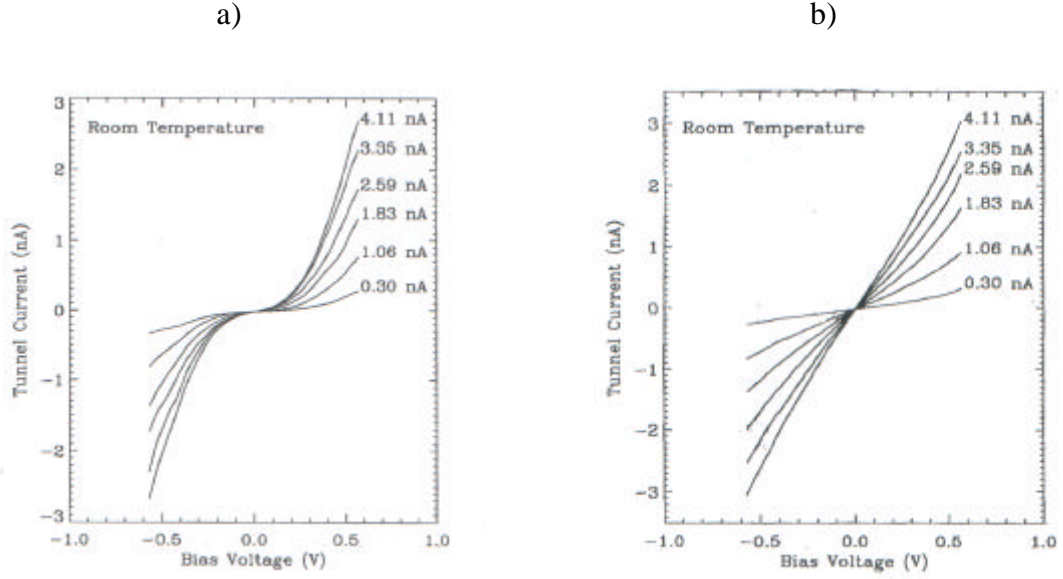 a)
b)
Room Temperature
4.11 nA
3.35 nA
2.59 nA
1.83 nA
1.06 nA
0.30 nA
3
2
1
0
−1
−2
−3
Tunnel Current (nA)
−1.0 −0.5 0.0 0.5 1.0
Bias Voltage (V)
Room Temperature
4.11 nA
3.35 nA
2.59 nA
1.83 nA
1.06 nA
0.30 nA
3
2
1
0
−1
−2
−3
Tunnel Current (nA)
−1.0 −0.5 0.0 0.5 1.0
Bias Voltage (V)